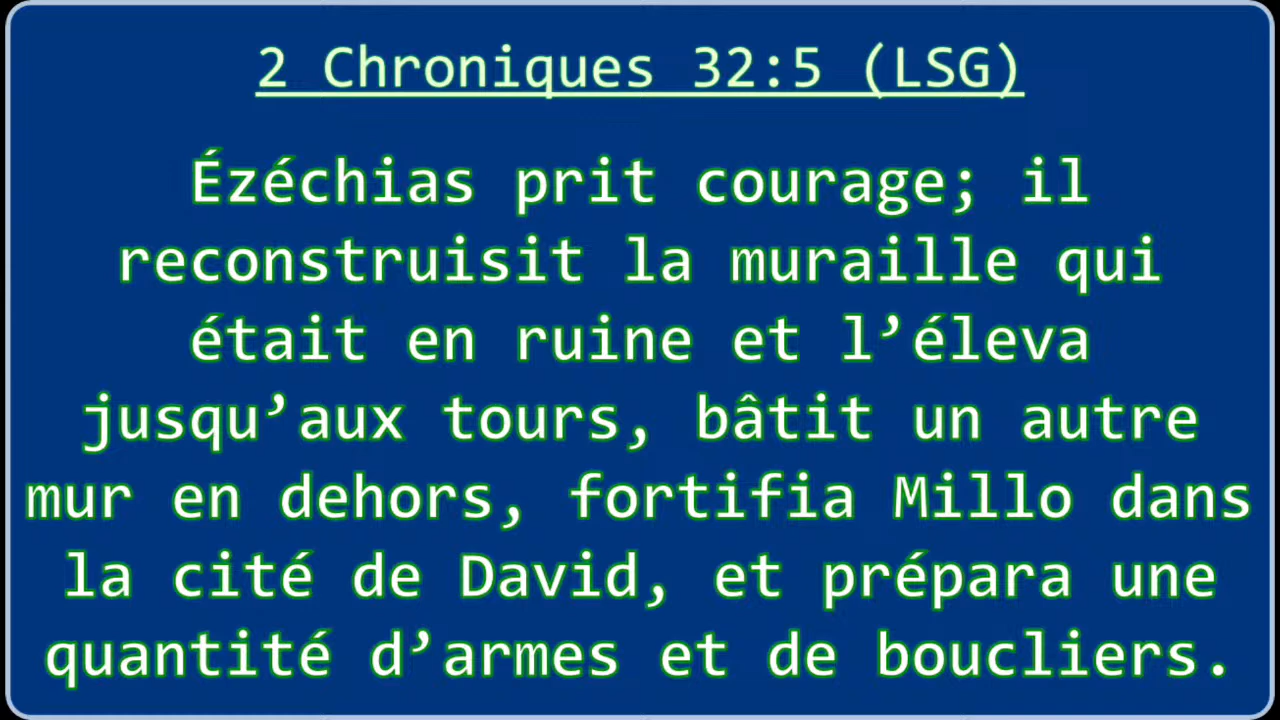 2 Chroniques 32:5 (LSG)
Ézéchias prit courage; il
reconstruisit la muraille qui
était en ruine et l’éleva
jusqu’aux tours, bâtit un autre
mur en dehors, fortifia Millo dans
la cité de David, et prépara une
quantité d’armes et de boucliers.